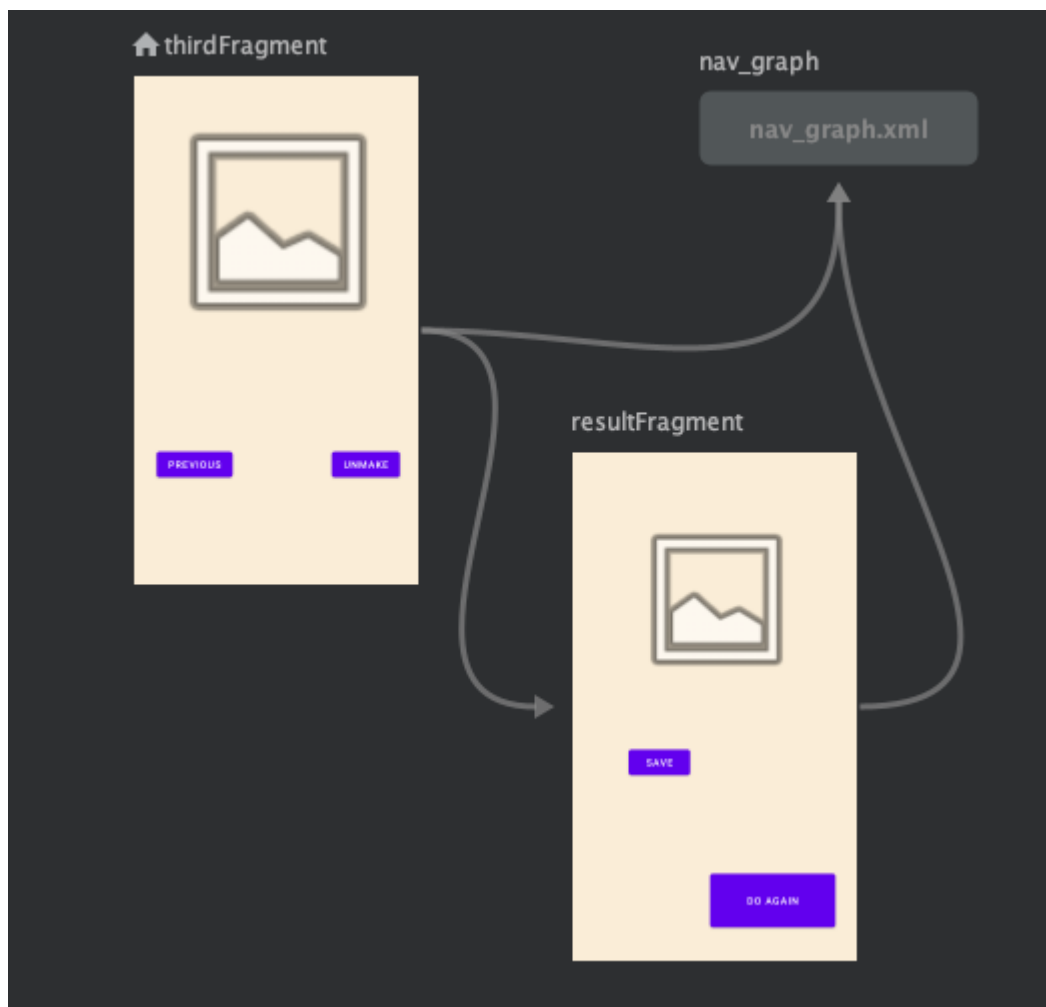 thirdFragment
nav_graph
nav_graph.xml
PREVIOUS
UNMAKE
resultFragment
SAVE
DO AGAIN